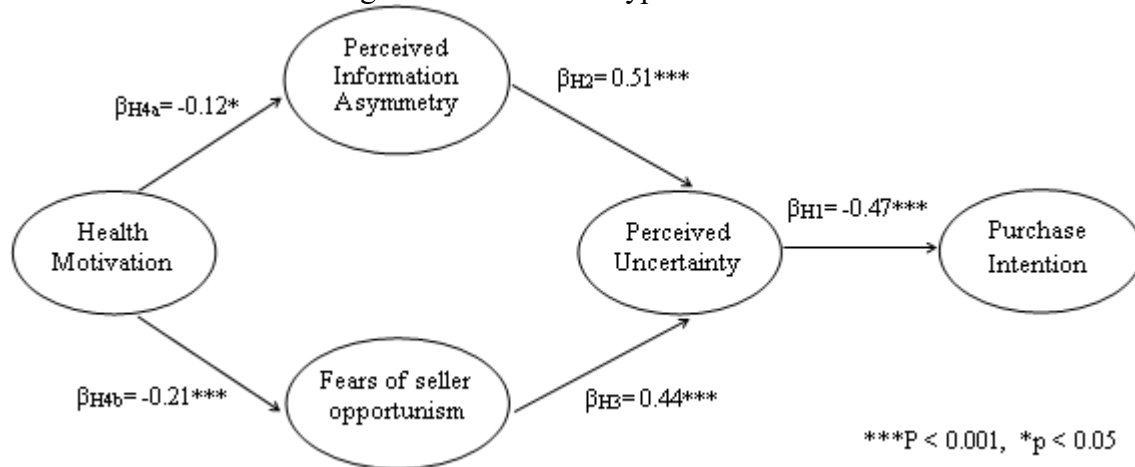 Perceived
Information
Asymmetry
βH2= 0.51***
βH4a= -0.12*
βH1= -0.47***
Health
Motivation
Perceived
Uncertainty
Purchase
Intention
βH4b= -0.21***
Fears of seller
opportunism
βH3= 0.44***
***P < 0.001, *p < 0.05